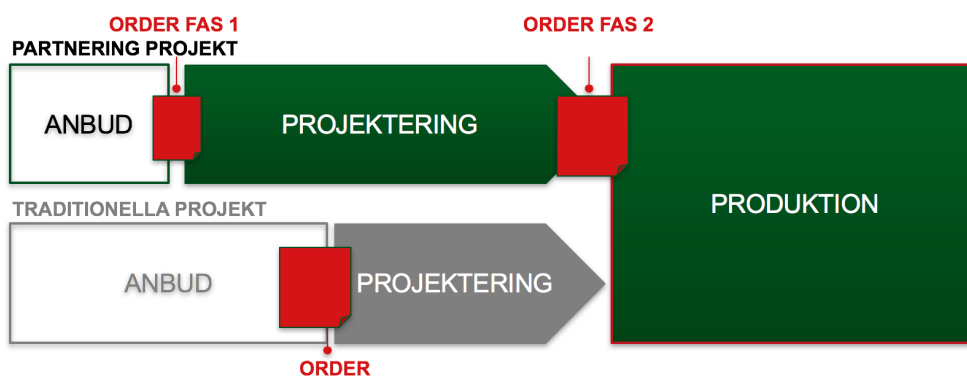 ORDER FAS 1
ORDER FAS 2
PARTNERING PROJEKT
ANBUD
PROJEKTERING
PRODUKTION
TRADITIONELLA PROJEKT
ANBUD
PROJEKTERING
ORDER